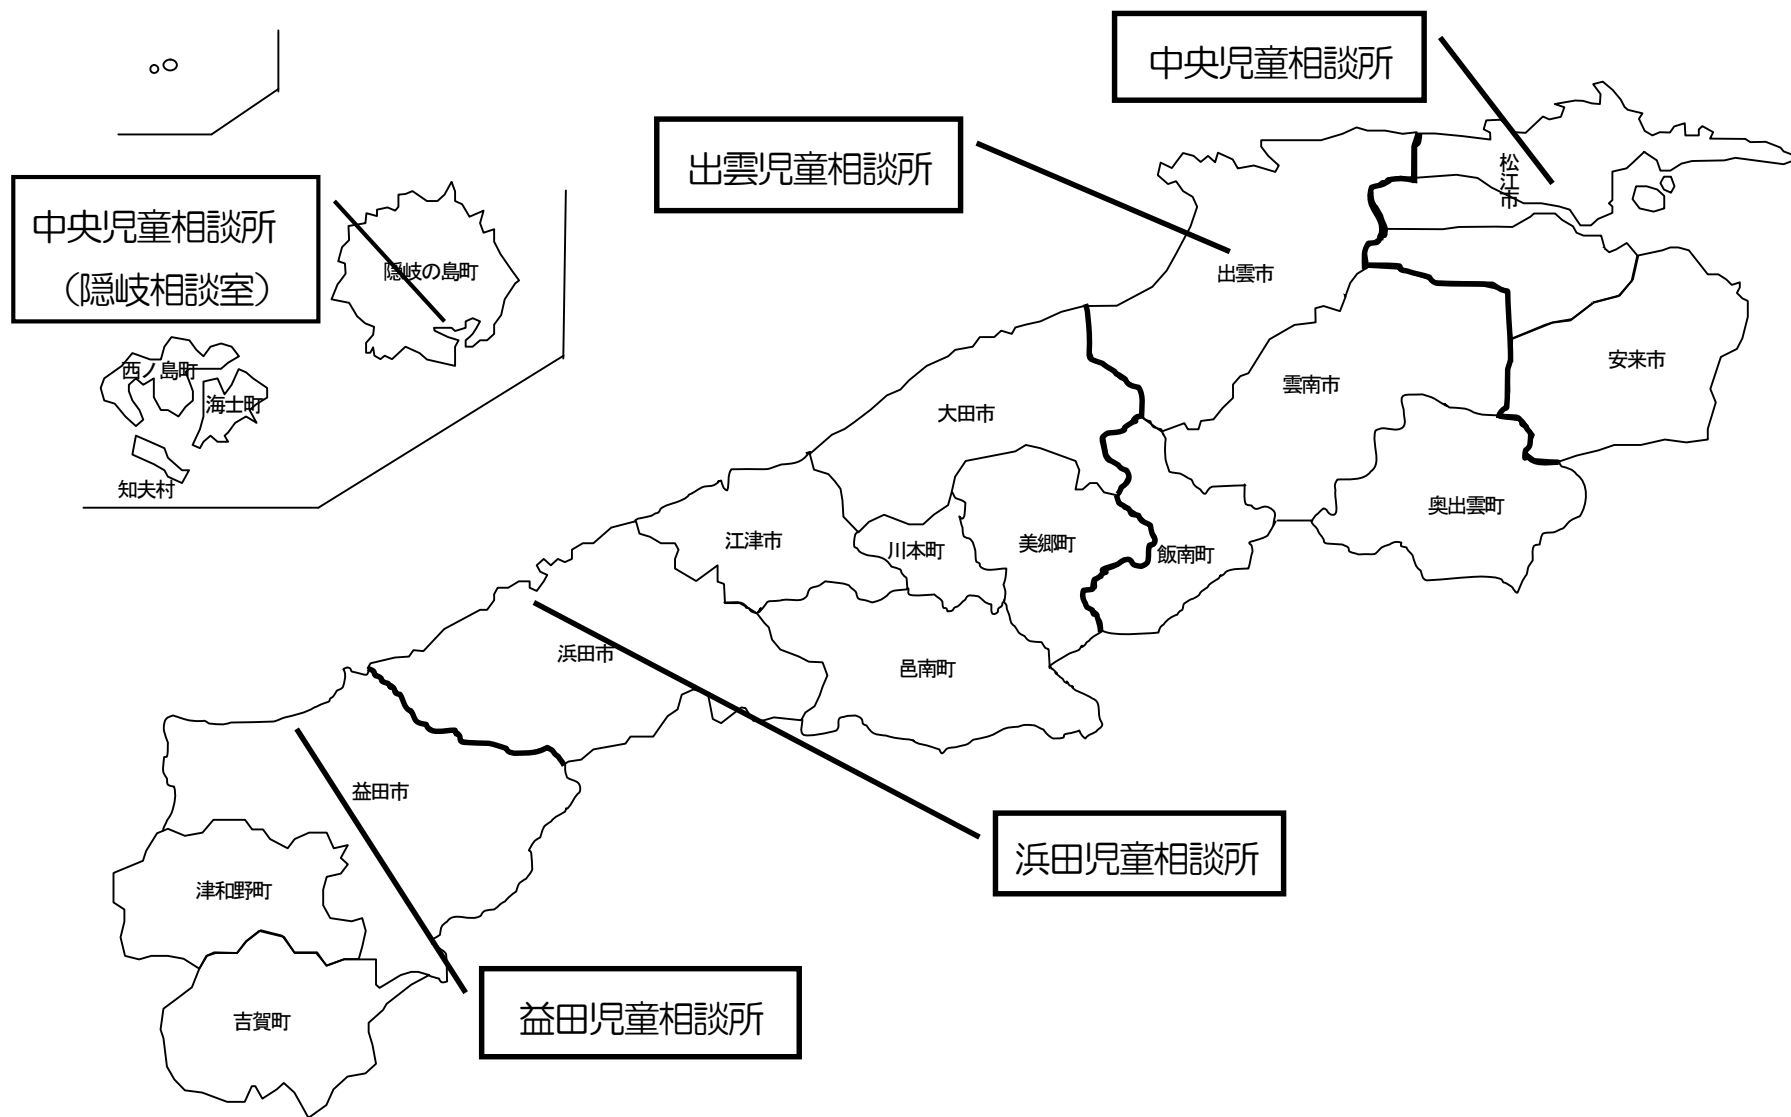 中央児童相談所
出雲児童相談所
松江市
中央児童相談所
（隠岐相談室）
隠岐の島町
出雲市
西ノ島町
海士町
知夫村
安来市
雲南市
大田市
奥出雲町
江津市
川本町
美郷町
飯南町
浜田市
邑南町
益田市
浜田児童相談所
津和野町
益田児童相談所
吉賀町